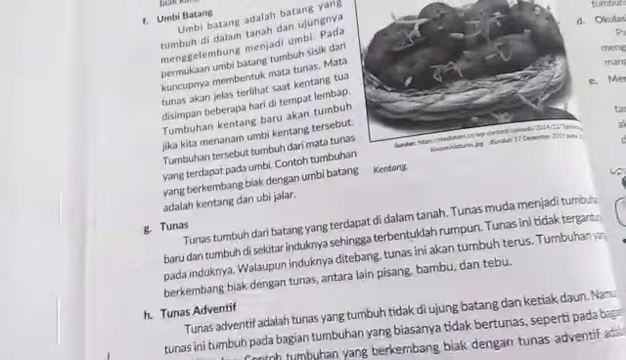 f. Umbi Batang
Umbi batang adalah batang yang
tumbuh di dalam tanah dan ujungnya
menggelembung menjadi umbi. Pada
permukaan umbi batang tumbuh sisik dan
kuncupnya membentuk mata tunas. Mata
tunas akan jelas terlihat saat kentang tua
disimpan beberapa hari di tempat lembap.
Tumbuhan kentang baru akan tumbuh
jika kita menanam umbi kentang tersebut.
Tumbuhan tersebut tumbuh dari mata tunas
yang terdapat pada umbi. Contoh tumbuhan
yang berkembang biak dengan umbi batang
adalah kentang dan ubi jalar.
Sumber:
Kentang.
g. Tunas
Tunas tumbuh dari batang yang terdapat di dalam tanah. Tunas muda menjadi tumbuhan
baru dan tumbuh di sekitar induknya sehingga terbentuklah rumpun. Tunas ini tidak tergantung
pada induknya. Walaupun induknya ditebang, tunas ini akan tumbuh terus. Tumbuhan yang
berkembang biak dengan tunas, antara lain pisang, bambu, dan tebu.
h. Tunas Adventif
Tunas adventif adalah tunas yang tumbuh tidak di ujung batang dan ketiak daun. Nama
tunas ini tumbuh pada bagian tumbuhan yang biasanya tidak bertunas, seperti pada
Contoh tumbuhan yang berkembang biak dengan tunas adventif
d. Okulas
e. Mer